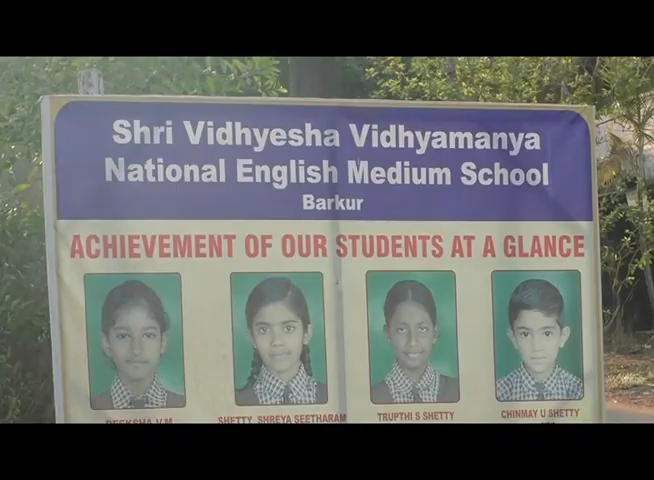 Shri Vidhyesha Vidhyamanya
National English Medium School
Barkur
ACHIEVEMENT OF OUR STUDENTS AT A GLANCE
DEEKSHA V.M
SHETTY SHREYA SEETHARAM
TRUPTHI S SHETTY
CHINMAY U SHETTY